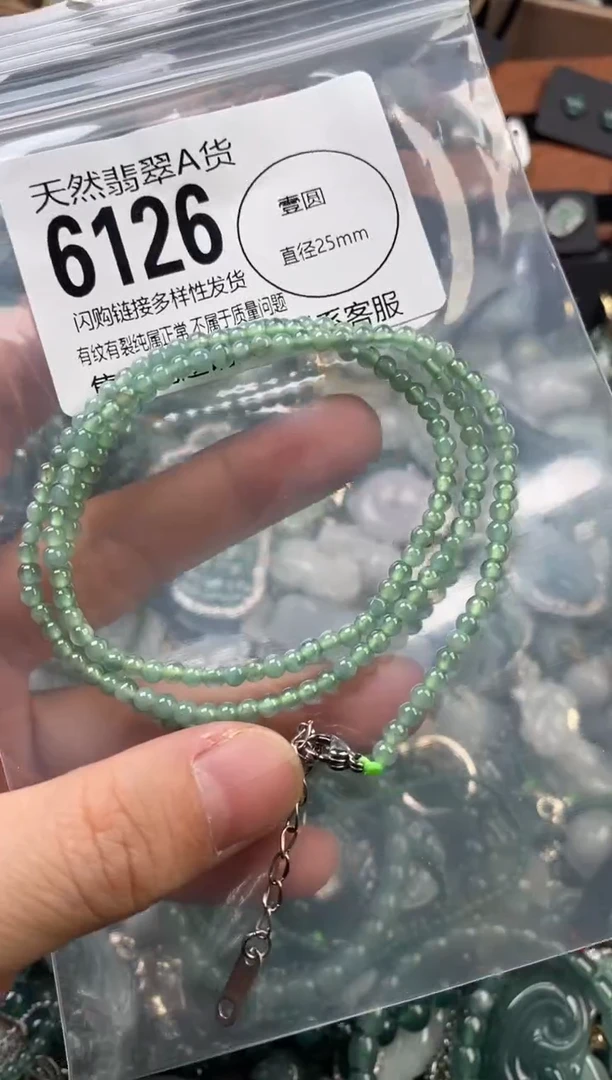 天然翡翠A货
6126
壹圆
直径25mm
闪购链接多样性发货
有纹有裂纯属正常,不属于质量问题
系客服